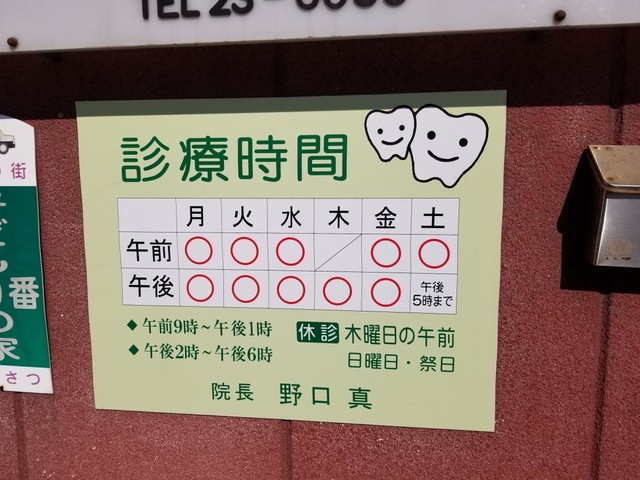 TEL 23-
診療時間
月 火 水 木 金 土
午前 ○ ○ ○ ／ ○ ○
午後 ○ ○ ○ ○ ○ 午後5時まで
◆午前9時～午後1時
◆午後2時～午後6時
休診 木曜日の午前
日曜日・祭日
院長 野口 真
街
番
の家
さつ